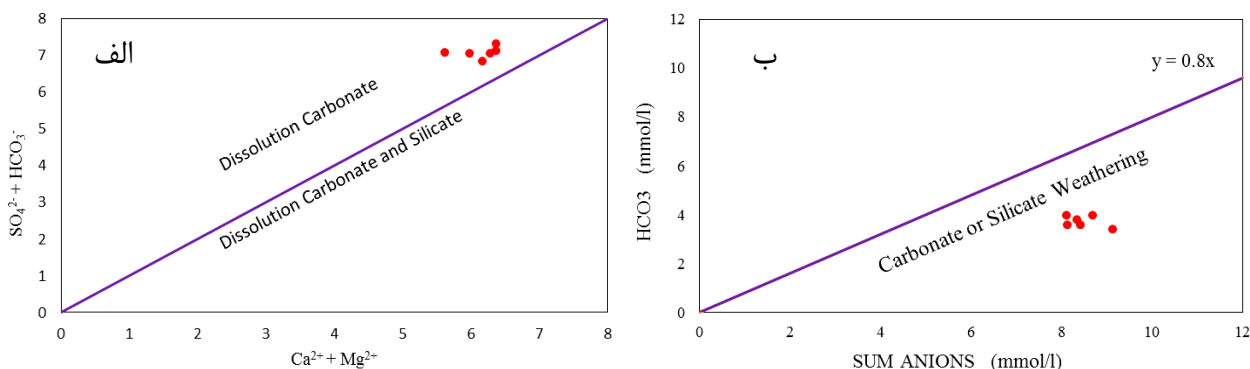 الف
8
7
6
5
4
3
2
1
0
SO₄²⁻+ HCO₃⁻
Dissolution Carbonate
Dissolution Carbonate and Silicate
0 1 2 3 4 5 6 7 8
Ca²⁺+ Mg²⁺
ب
12
10
8
6
4
2
0
HCO3 (mmol/l)
y = 0.8x
Carbonate or Silicate Weathering
0 2 4 6 8 10 12
SUM ANIONS (mmol/l)